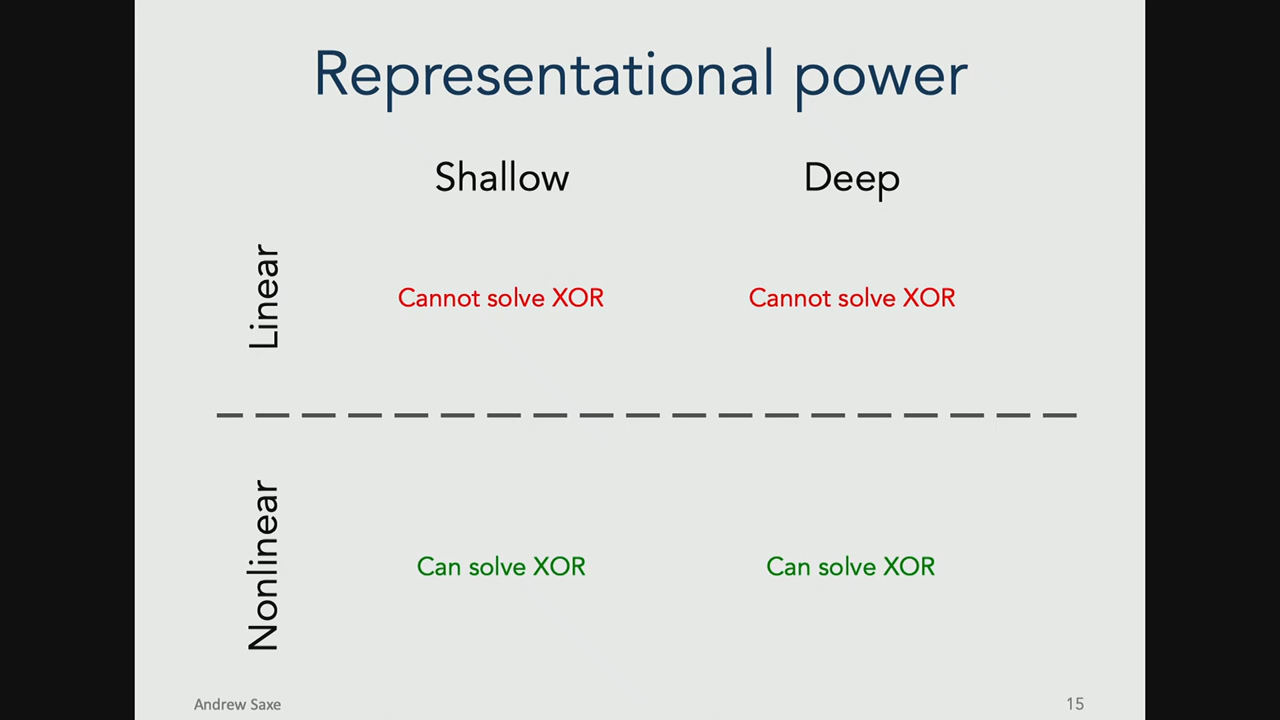 Representational power
Shallow Deep
Linear
Cannot solve XOR Cannot solve XOR
Nonlinear
Can solve XOR Can solve XOR
Andrew Saxe 15